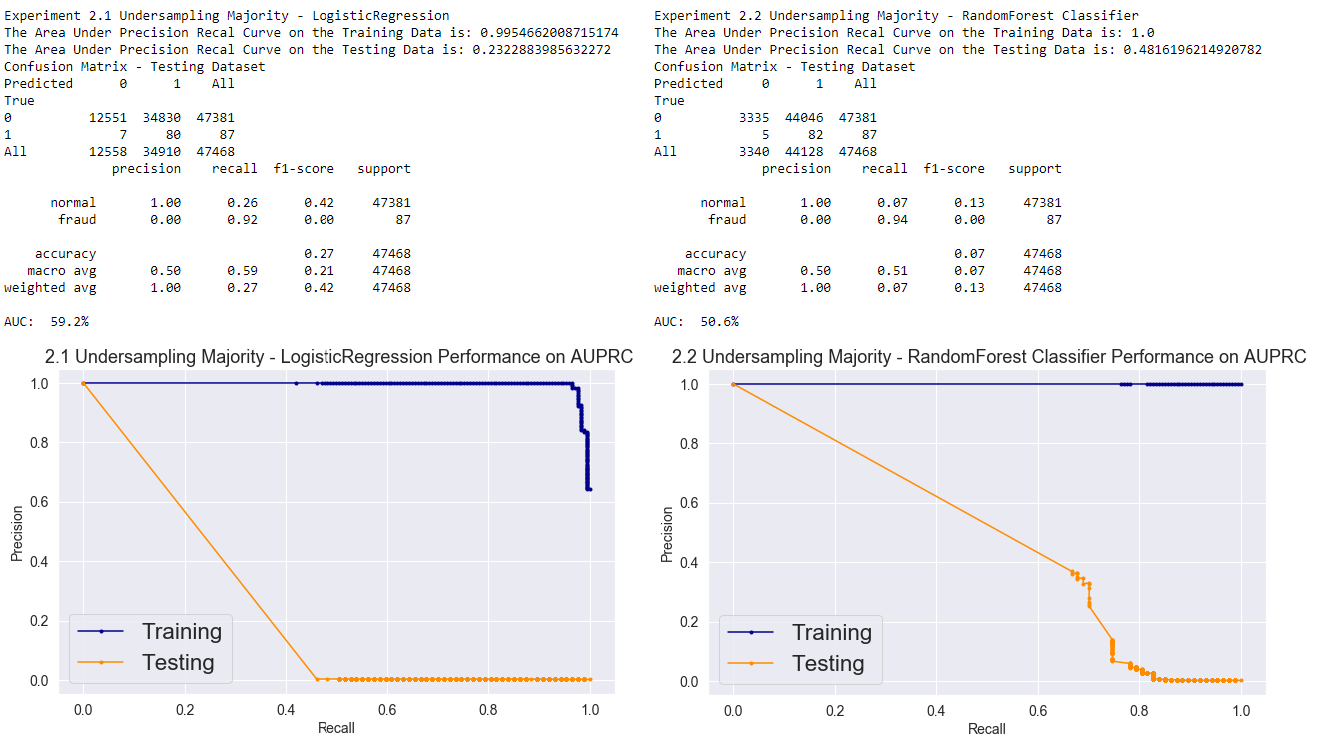 Experiment 2.1 Undersampling Majority - LogisticRegression
The Area Under Precision Recal Curve on the Training Data is: 0.9954662008715174
The Area Under Precision Recal Curve on the Testing Data is: 0.2322883985632272
Confusion Matrix - Testing Dataset
Predicted 0 1 All
True
0 12551 34830 47381
1 7 80 87
All 12558 34910 47468
precision recall f1-score support
normal 1.00 0.26 0.42 47381
fraud 0.00 0.92 0.00 87
accuracy 0.27 47468
macro avg 0.50 0.59 0.21 47468
weighted avg 1.00 0.27 0.42 47468
AUC: 59.2%
2.1 Undersampling Majority - LogisticRegression Performance on AUPRC
1.0
0.8
0.6
0.4
0.2
0.0
Precision
Training
Testing
0.0 0.2 0.4 0.6 0.8 1.0
Recall
Experiment 2.2 Undersampling Majority - RandomForest Classifier
The Area Under Precision Recal Curve on the Training Data is: 1.0
The Area Under Precision Recal Curve on the Testing Data is: 0.4816196214920782
Confusion Matrix - Testing Dataset
Predicted 0 1 All
True
0 3335 44046 47381
1 5 82 87
All 3340 44128 47468
precision recall f1-score support
normal 1.00 0.07 0.13 47381
fraud 0.00 0.94 0.00 87
accuracy 0.07 47468
macro avg 0.50 0.51 0.07 47468
weighted avg 1.00 0.07 0.13 47468
AUC: 50.6%
2.2 Undersampling Majority - RandomForest Classifier Performance on AUPRC
1.0
0.8
0.6
0.4
0.2
0.0
Precision
Training
Testing
0.0 0.2 0.4 0.6 0.8 1.0
Recall